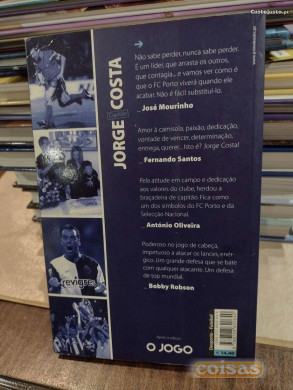 JORGE COSTA
Não sabe perder, nunca sabe perder.
É um líder, que arrasta os outros,
que contagia... e vamos ver como é
que o FC Porto viverá quando ele
acabar. Não é fácil substituí-lo.
José Mourinho
Amor à camisola, paixão, dedicação,
vontade de vencer, determinação,
entrega, querer... Isto é? Jorge Costa!
Fernando Santos
Pela atitude em campo e dedicação
aos valores do clube, herdou a
braçadeira de capitão. Fica como
um dos símbolos do FC Porto e da
Selecção Nacional.
António Oliveira
Poderoso no jogo de cabeça,
impetuoso a atacar os lances, enér-
gico. Um grande defesa que se bate
com qualquer atacante. Um defesa
de top mundial.
Bobby Robson
revigrés
O JOGO
coisas